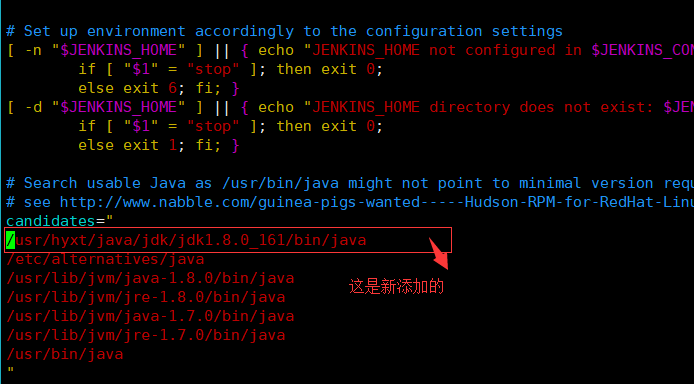 # Set up environment accordingly to the configuration settings
[ -n "$JENKINS_HOME" ] || { echo "JENKINS_HOME not configured in $JENKINS_CON
if [ "$1" = "stop" ]; then exit 0;
else exit 6; fi; }
[ -d "$JENKINS_HOME" ] || { echo "JENKINS_HOME directory does not exist: $JEN
if [ "$1" = "stop" ]; then exit 0;
else exit 1; fi; }
# Search usable Java as /usr/bin/java might not point to minimal version requ
# see http://www.nabble.com/guinea-pigs-wanted-----Hudson-RPM-for-RedHat-Linu
candidates="
/usr/hyxt/java/jdk/jdk1.8.0_161/bin/java
/etc/alternatives/java
/usr/lib/jvm/java-1.8.0/bin/java
/usr/lib/jvm/jre-1.8.0/bin/java
这是新添加的
/usr/lib/jvm/java-1.7.0/bin/java
/usr/lib/jvm/jre-1.7.0/bin/java
/usr/bin/java
"